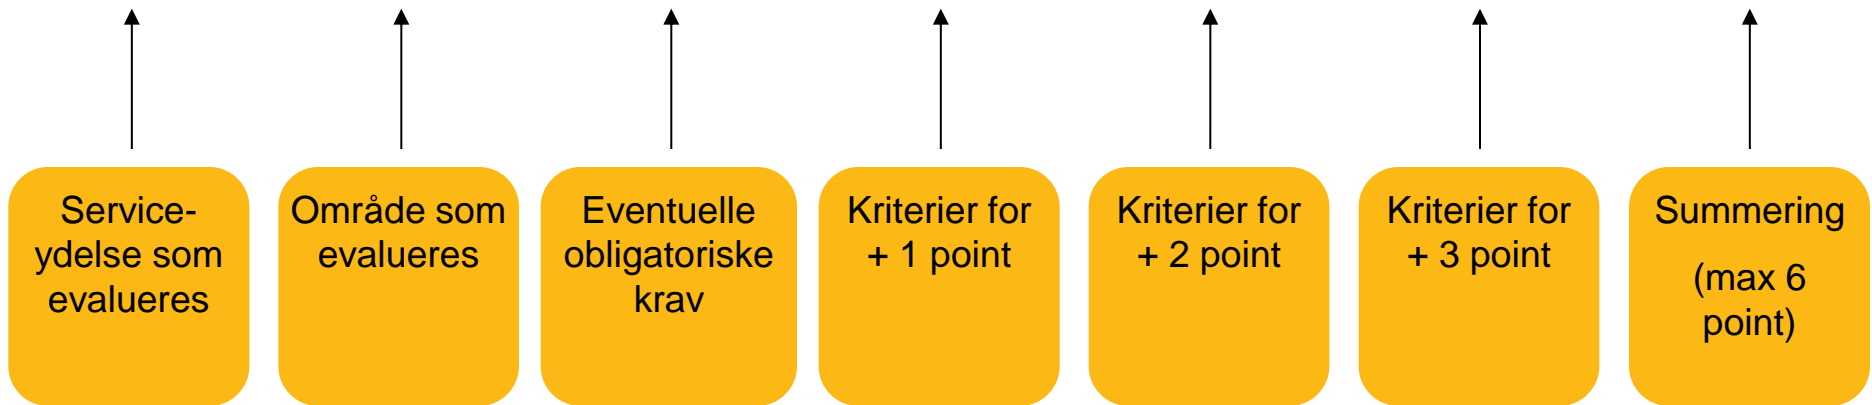 Service-
ydelse som
evalueres
Område som
evalueres
Eventuelle
obligatoriske
krav
Kriterier for
+ 1 point
Kriterier for
+ 2 point
Kriterier for
+ 3 point
Summering
(max 6
point)